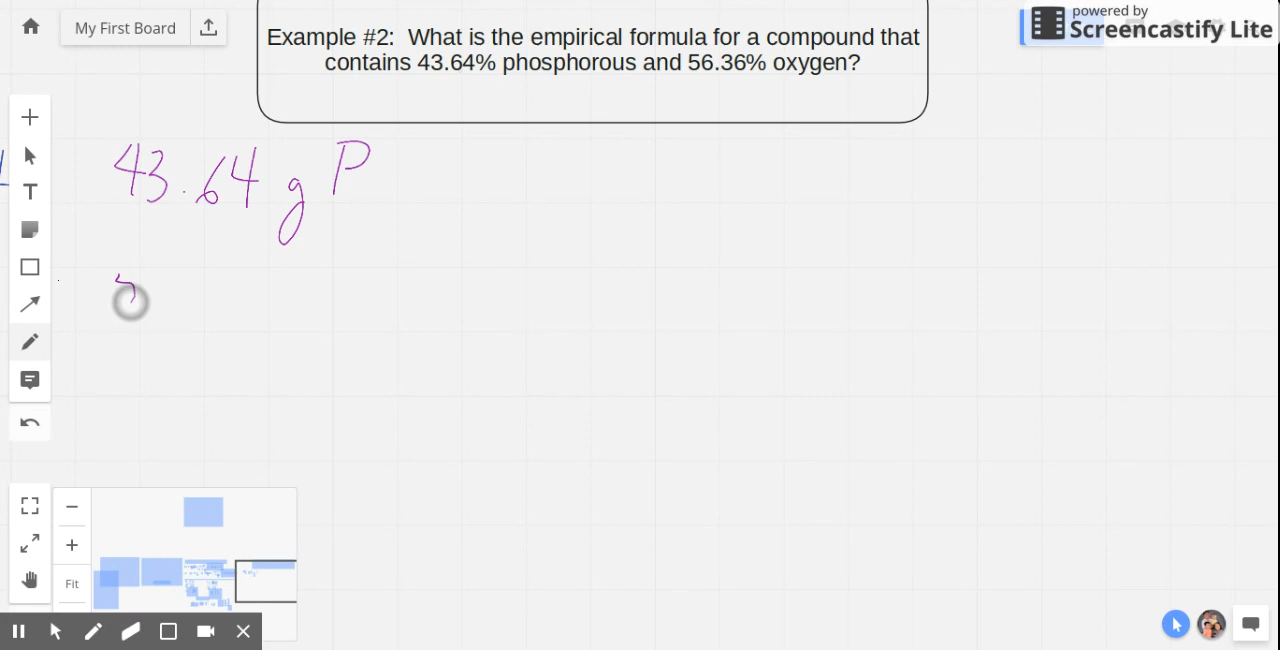 My First Board
powered by
Screencastify Lite
Example #2: What is the empirical formula for a compound that
contains 43.64% phosphorous and 56.36% oxygen?
T
43.64 g P
Fit